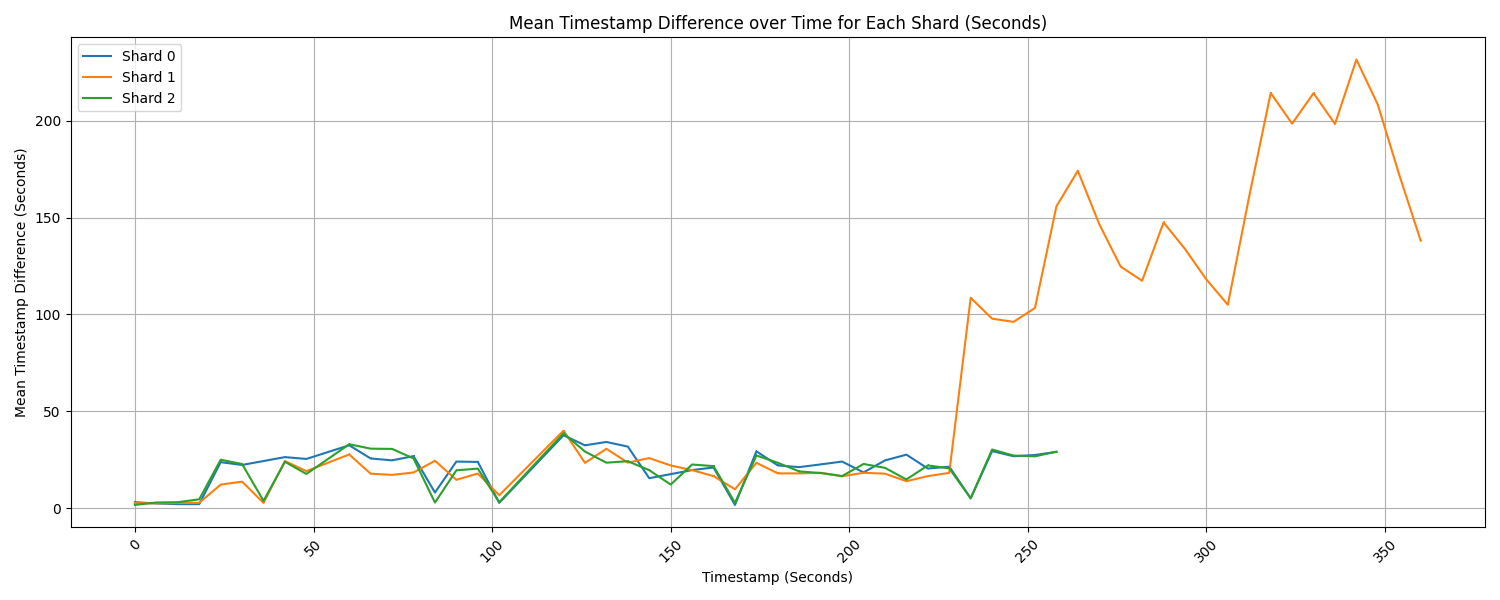 Mean Timestamp Difference over Time for Each Shard (Seconds)
Shard 0
Shard 1
Shard 2
Mean Timestamp Difference (Seconds)
200
150
100
50
0
0
50
100
150
200
250
300
350
Timestamp (Seconds)